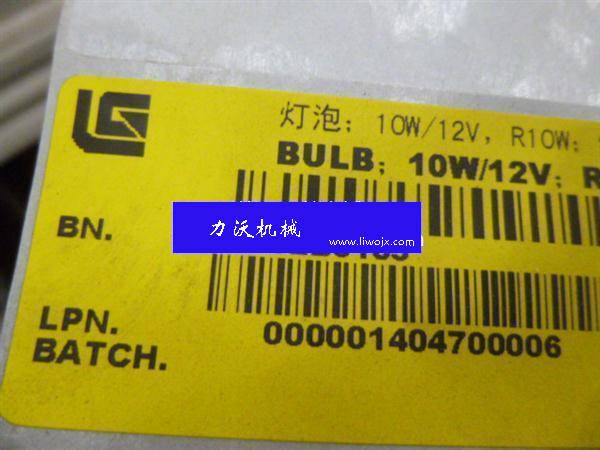 LG
灯泡；10W/12V，R10W；
BULB；10W/12V；R
BN.
力沃机械
www.liwojx.com
LPN.
BATCH.
000001404700006